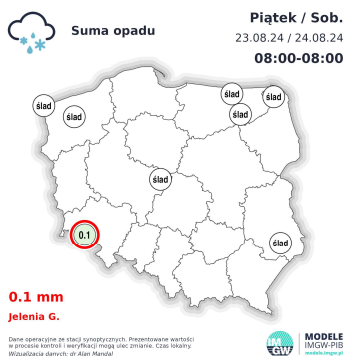 Suma opadu
Piątek / Sob.
23.08.24 / 24.08.24
08:00-08:00
ślad
ślad
ślad
ślad
ślad
ślad
0.1
ślad
0.1 mm
Jelenia G.
Dane operacyjne ze stacji synoptycznych. Prezentowane wartości
w procesie kontroli i weryfikacji mogą ulec zmianie. Czas lokalny.
Wizualizacja danych: dr Alan Mandal
IM
GW
MODELE
IMGW-PIB
modele.imgw.pl